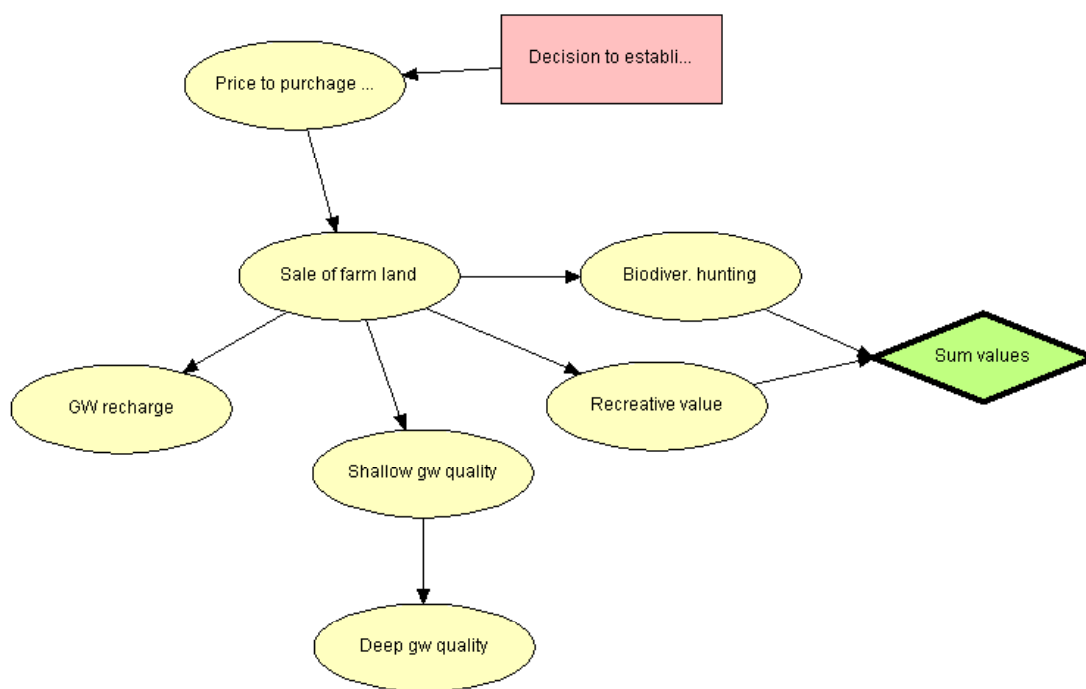 Decision to establi...
Price to purchage ...
Sale of farm land
Biodiver. hunting
Sum values
GW recharge
Recreative value
Shallow gw quality
Deep gw quality